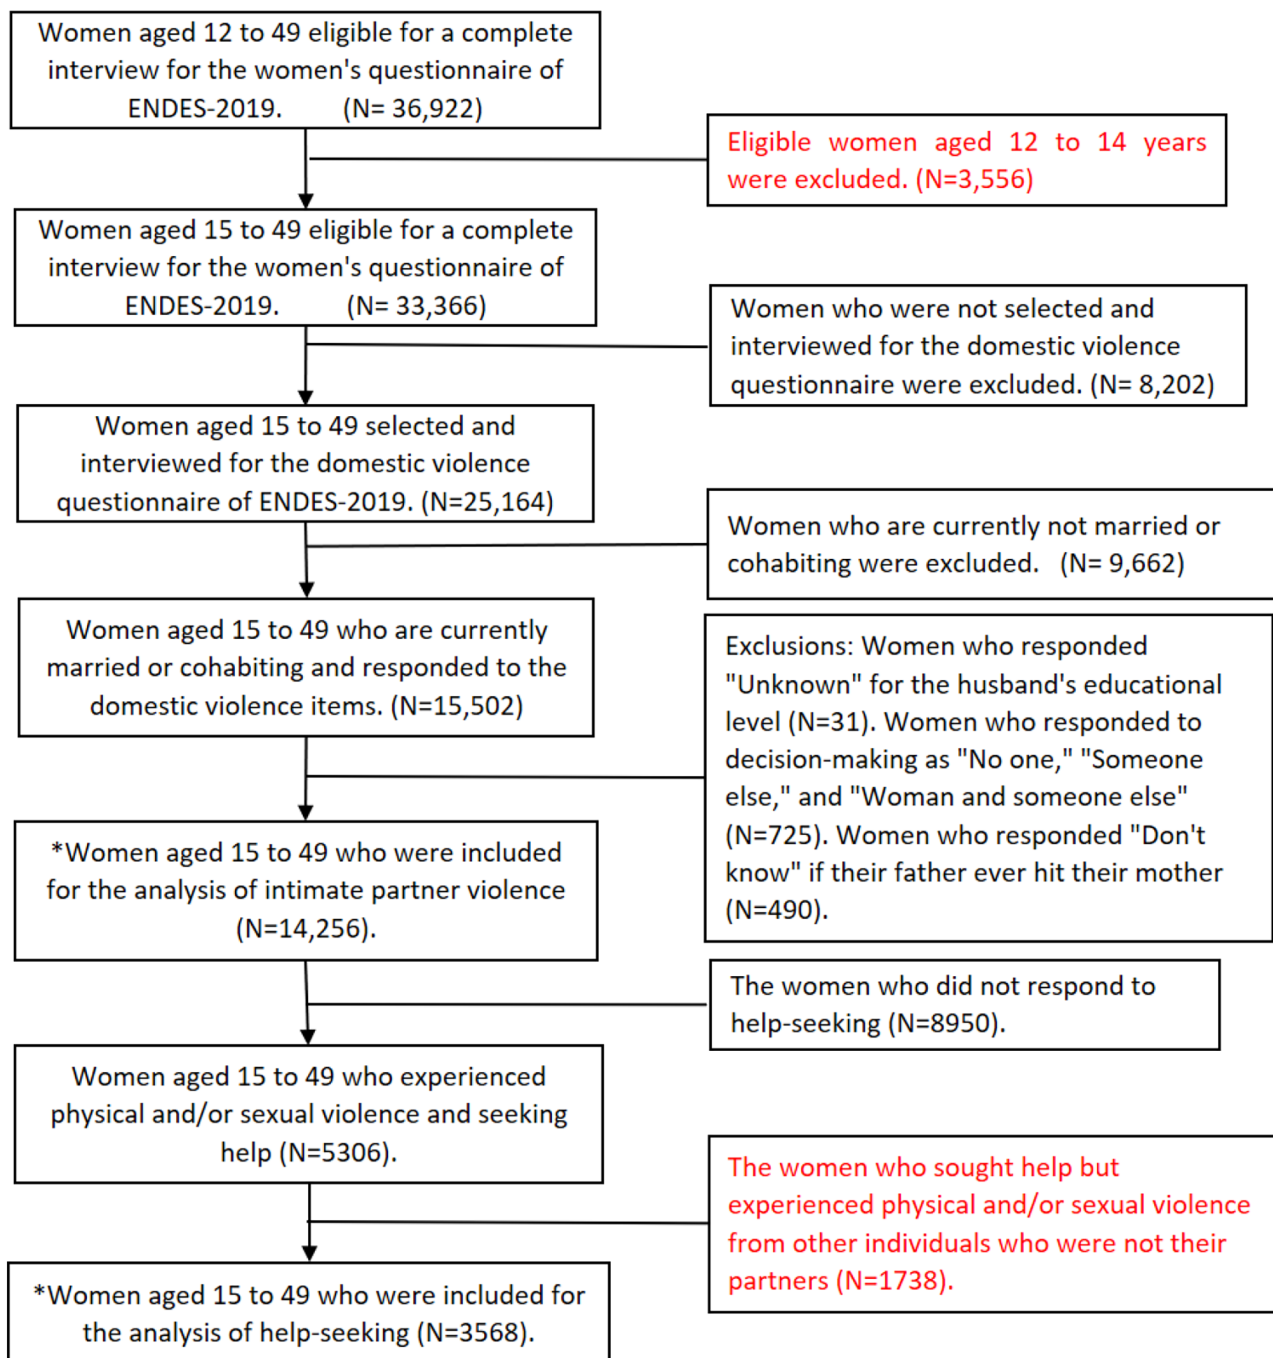 Women aged 12 to 49 eligible for a complete
interview for the women's questionnaire of
ENDES-2019. (N= 36,922)
Eligible women aged 12 to 14 years
were excluded. (N=3,556)
Women aged 15 to 49 eligible for a complete
interview for the women's questionnaire of
ENDES-2019. (N= 33,366)
Women who were not selected and
interviewed for the domestic violence
questionnaire were excluded. (N= 8,202)
Women aged 15 to 49 selected and
interviewed for the domestic violence
questionnaire of ENDES-2019. (N=25,164)
Women who are currently not married or
cohabiting were excluded. (N= 9,662)
Women aged 15 to 49 who are currently
married or cohabiting and responded to the
domestic violence items. (N=15,502)
Exclusions: Women who responded
"Unknown" for the husband's educational
level (N=31). Women who responded to
decision-making as "No one," "Someone
else," and "Woman and someone else"
(N=725). Women who responded "Don't
know" if their father ever hit their mother
(N=490).
*Women aged 15 to 49 who were included
for the analysis of intimate partner violence
(N=14,256).
The women who did not respond to
help-seeking (N=8950).
Women aged 15 to 49 who experienced
physical and/or sexual violence and seeking
help (N=5306).
The women who sought help but
experienced physical and/or sexual violence
from other individuals who were not their
partners (N=1738).
*Women aged 15 to 49 who were included for
the analysis of help-seeking (N=3568).